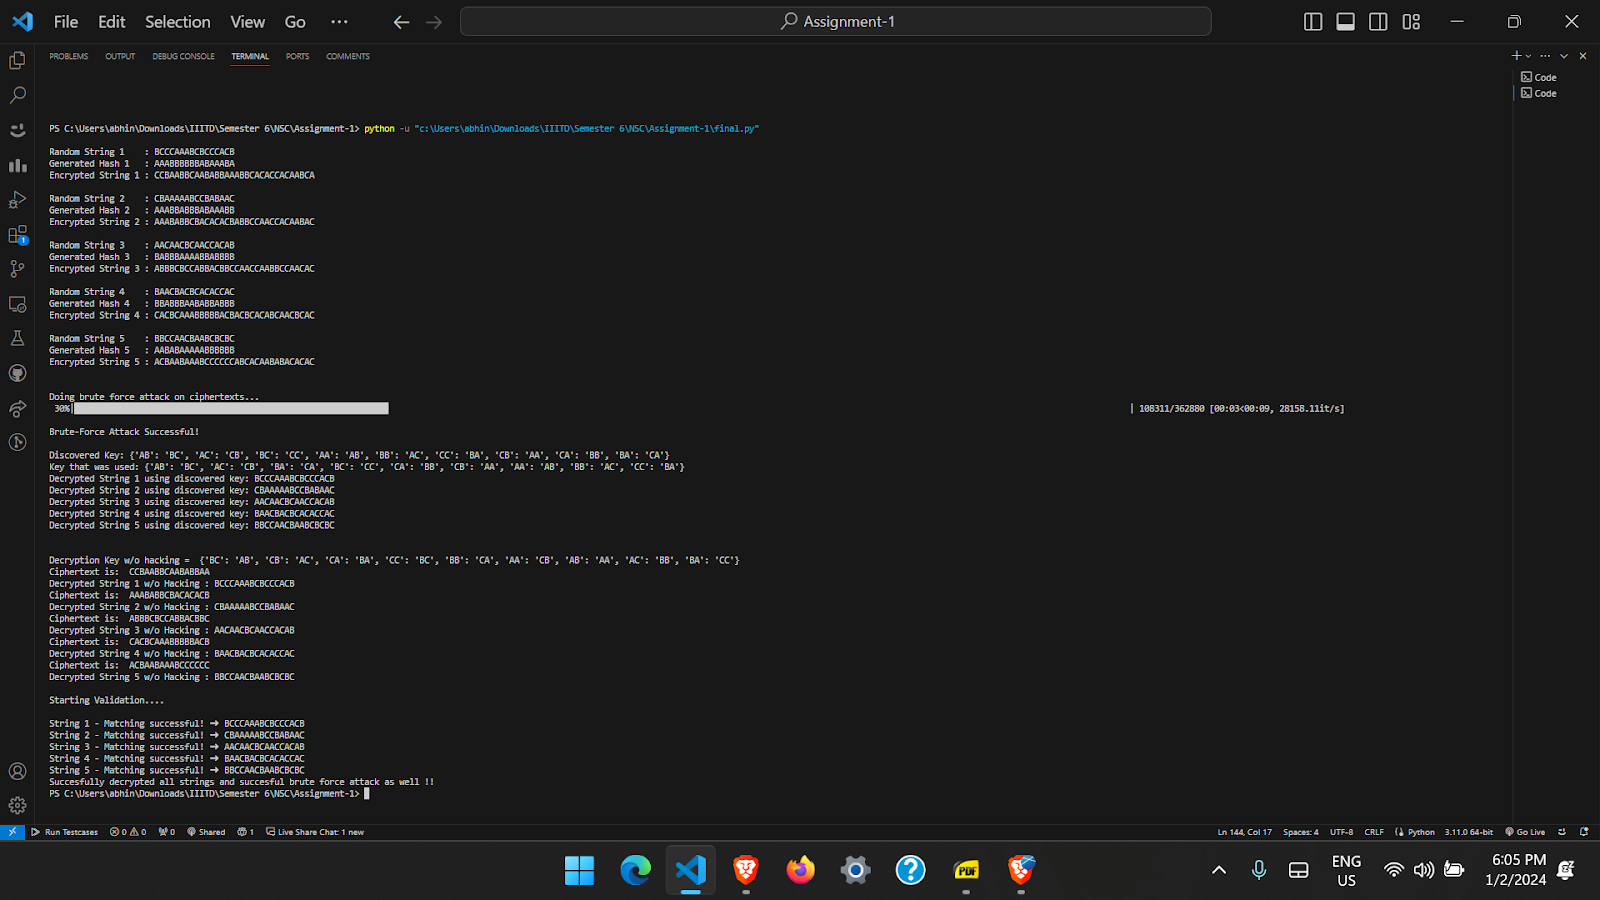 File Edit Selection View Go ··· Assignment-1
PROBLEMS OUTPUT DEBUG CONSOLE TERMINAL PORTS COMMENTS
Code
Code
PS C:\Users\abhin\Downloads\IIITD\Semester 6\NSC\Assignment-1> python -u "c:\Users\abhin\Downloads\IIITD\Semester 6\NSC\Assignment-1\final.py"
Random String 1 : BCCCAAABCBCCCACB
Generated Hash 1 : AAABBBBBBABAAABA
Encrypted String 1 : CCBAABBCAABABBAAABBCACACCACAABCA
Random String 2 : CBAAAAABCCBABAAC
Generated Hash 2 : AAABBABBBABAAABB
Encrypted String 2 : AAABABBCBACACACBABBCCAACCACAABAC
Random String 3 : AACAACBCAACCACAB
Generated Hash 3 : BABBBAAAABBABBBB
Encrypted String 3 : ABBBCBCCABBACBBCCAACCAABBCCAACAC
Random String 4 : BAACBACBCACACCAC
Generated Hash 4 : BBABBBAABABBABBB
Encrypted String 4 : CACBCAAABBBBBACBACBCACABCAACBCAC
Random String 5 : BBCCAACBAABCBCBC
Generated Hash 5 : AABABAAAAABBBBBB
Encrypted String 5 : ACBAABAAABCCCCCCABCACAABABACACAC
Doing brute force attack on ciphertexts...
30%| | 108311/362880 [00:03<00:09, 28158.11it/s]
Brute-Force Attack Successful!
Discovered Key: {'AB': 'BC', 'AC': 'CB', 'BC': 'CC', 'AA': 'AB', 'BB': 'AC', 'CC': 'BA', 'CB': 'AA', 'CA': 'BB', 'BA': 'CA'}
Key that was used: {'AB': 'BC', 'AC': 'CB', 'BA': 'CA', 'BC': 'CC', 'CA': 'BB', 'CB': 'AA', 'AA': 'AB', 'BB': 'AC', 'CC': 'BA'}
Decrypted String 1 using discovered key: BCCCAAABCBCCCACB
Decrypted String 2 using discovered key: CBAAAAABCCBABAAC
Decrypted String 3 using discovered key: AACAACBCAACCACAB
Decrypted String 4 using discovered key: BAACBACBCACACCAC
Decrypted String 5 using discovered key: BBCCAACBAABCBCBC
Decryption Key w/o hacking = {'BC': 'AB', 'CB': 'AC', 'CA': 'BA', 'CC': 'BC', 'BB': 'CA', 'AA': 'CB', 'AB': 'AA', 'AC': 'BB', 'BA': 'CC'}
Ciphertext is: CCBAABBCAABABBAA
Decrypted String 1 w/o Hacking : BCCCAAABCBCCCACB
Ciphertext is: AAABABBCBACACACB
Decrypted String 2 w/o Hacking : CBAAAAABCCBABAAC
Ciphertext is: ABBBCBCCABBACBBC
Decrypted String 3 w/o Hacking : AACAACBCAACCACAB
Ciphertext is: CACBCAAABBBBBACB
Decrypted String 4 w/o Hacking : BAACBACBCACACCAC
Ciphertext is: ACBAABAAABCCCCCC
Decrypted String 5 w/o Hacking : BBCCAACBAABCBCBC
Starting Validation....
String 1 - Matching successful! → BCCCAAABCBCCCACB
String 2 - Matching successful! → CBAAAAABCCBABAAC
String 3 - Matching successful! → AACAACBCAACCACAB
String 4 - Matching successful! → BAACBACBCACACCAC
String 5 - Matching successful! → BBCCAACBAABCBCBC
Succesfully decrypted all strings and succesful brute force attack as well !!
PS C:\Users\abhin\Downloads\IIITD\Semester 6\NSC\Assignment-1>
Run Testcases 0 0 0 Shared 1 Live Share Chat: 1 new Ln 144, Col 17 Spaces: 4 UTF-8 CRLF Python 3.11.0 64-bit Go Live
PDF ENG US 6:05 PM 1/2/2024